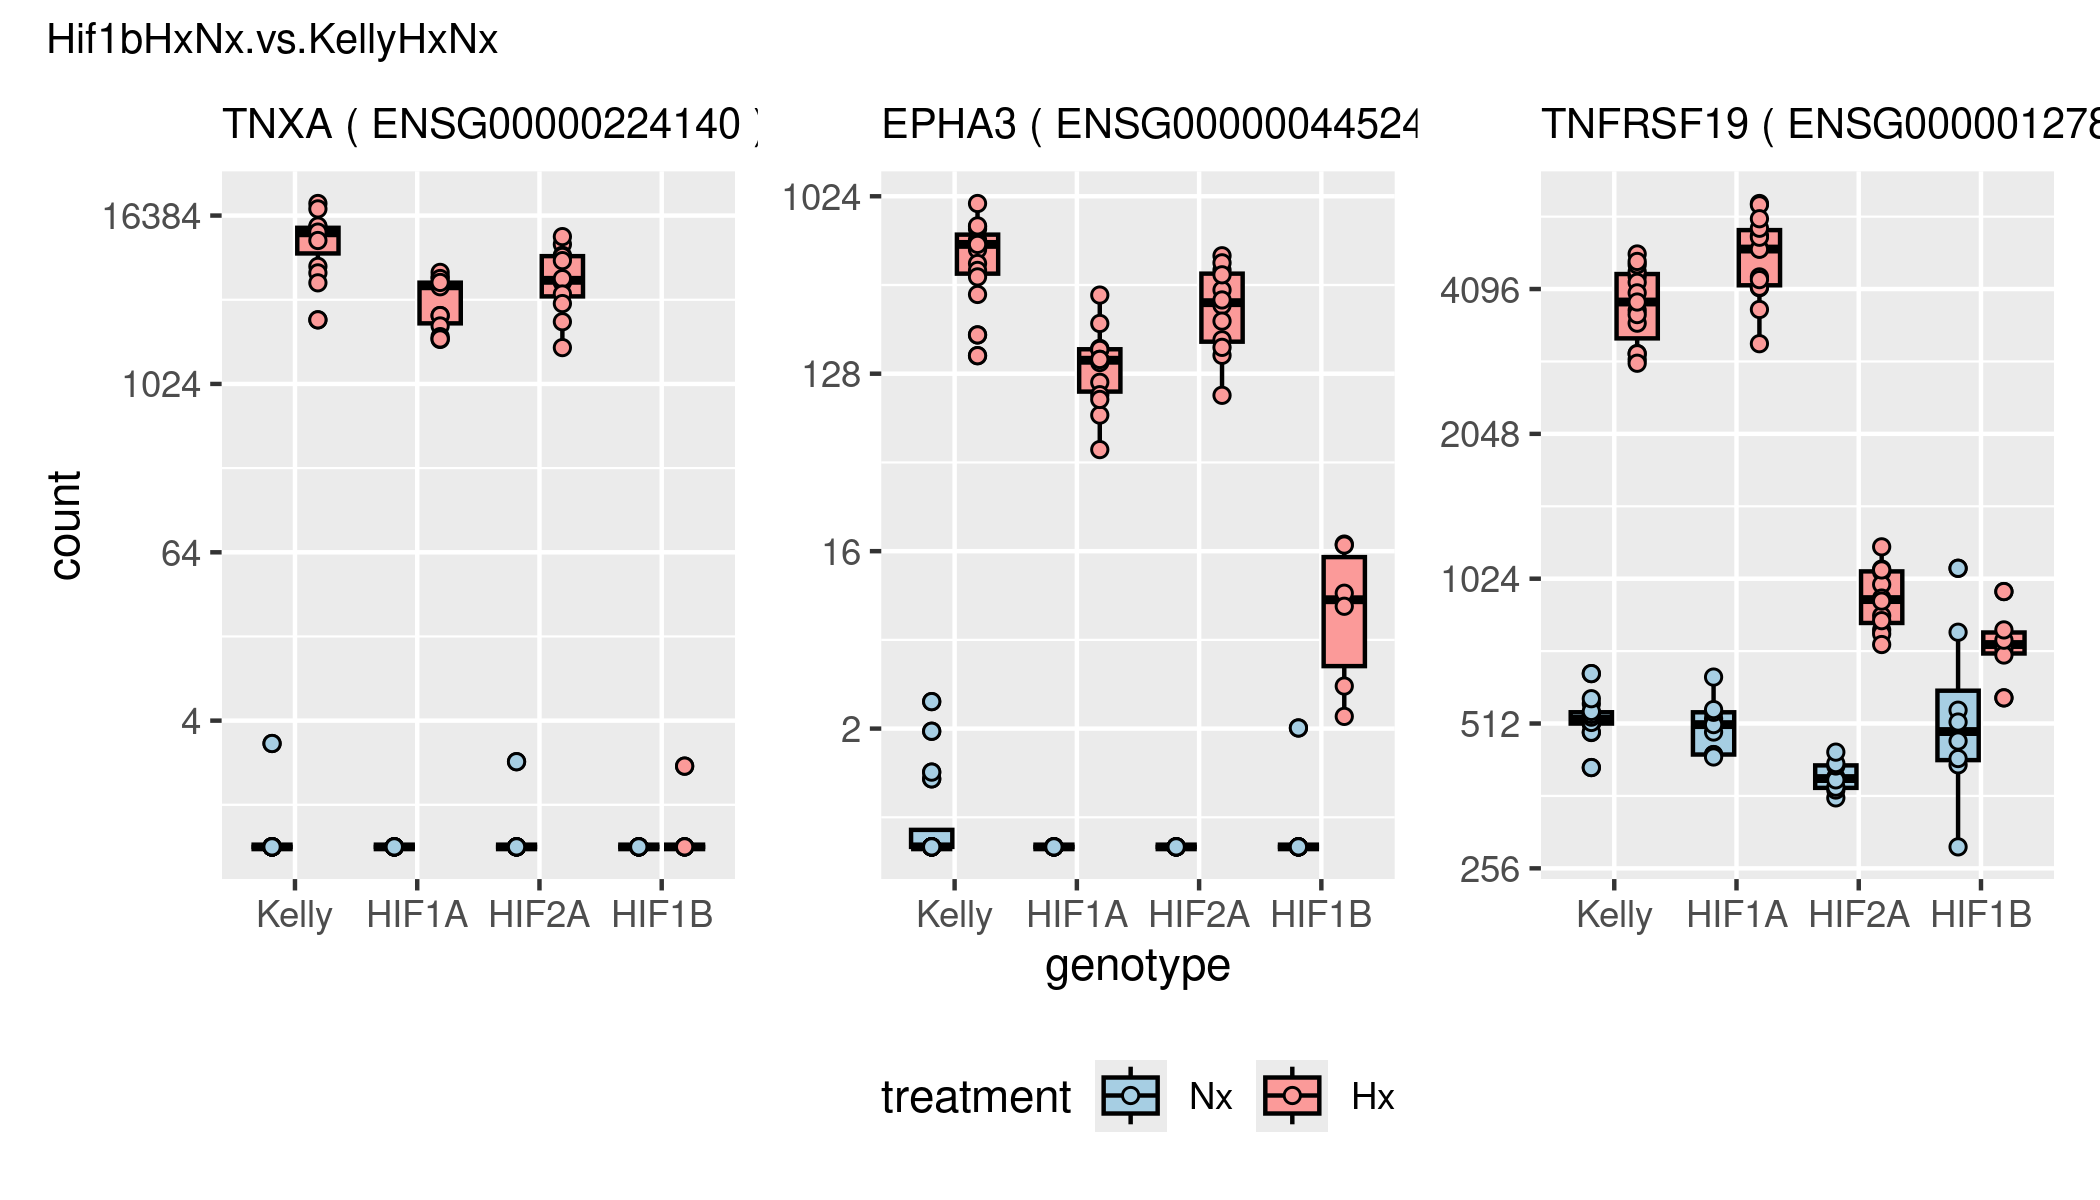 Hif1bHxNx.vs.KellyHxNx
TNXA ( ENSG00000224140 )
EPHA3 ( ENSG00000044524
TNFRSF19 ( ENSG000001278
count
16384
1024
64
4
Kelly HIF1A HIF2A HIF1B
1024
128
16
2
Kelly HIF1A HIF2A HIF1B
4096
2048
1024
512
256
Kelly HIF1A HIF2A HIF1B
genotype
treatment Nx Hx